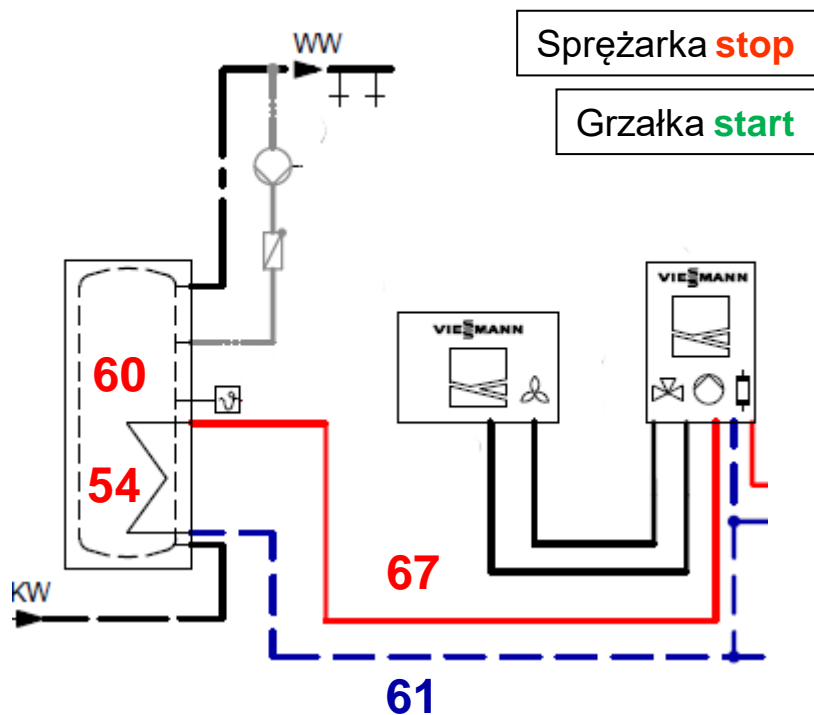 WW
Sprężarka stop
Grzałka start
VIESMANN
VIESMANN
60
54
67
KW
61